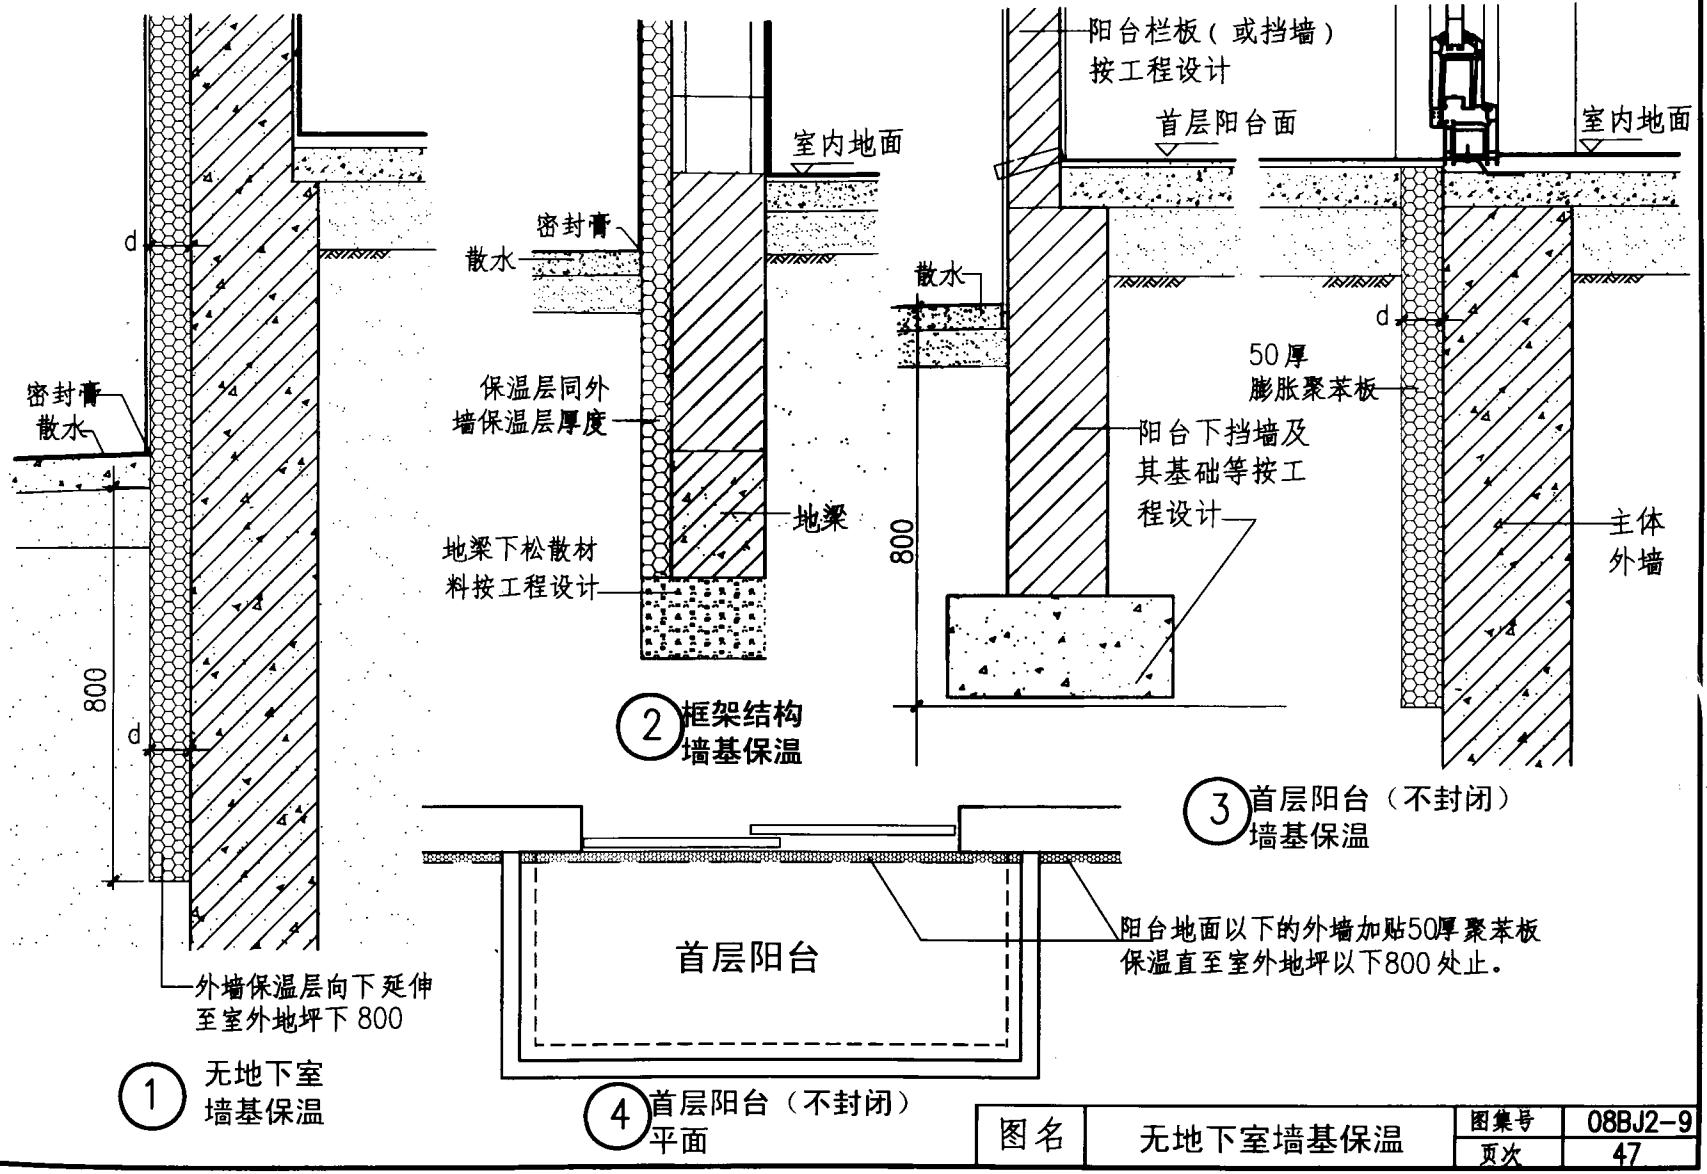 阳台栏板（或挡墙）
按工程设计
首层阳台面
室内地面
室内地面
密封膏
散水
散水
d
d
50厚
膨胀聚苯板
保温层同外
墙保温层厚度
密封膏
散水
阳台下挡墙及
其基础等按工
程设计
地梁
800
主体
外墙
地梁下松散材
料按工程设计
800
d
2
框架结构
墙基保温
3
首层阳台（不封闭）
墙基保温
首层阳台
阳台地面以下的外墙加贴50厚聚苯板
保温直至室外地坪以下800处止。
外墙保温层向下延伸
至室外地坪下800
1
无地下室
墙基保温
4
首层阳台（不封闭）
平面
图名
无地下室墙基保温
图集号
08BJ2-9
页次
47